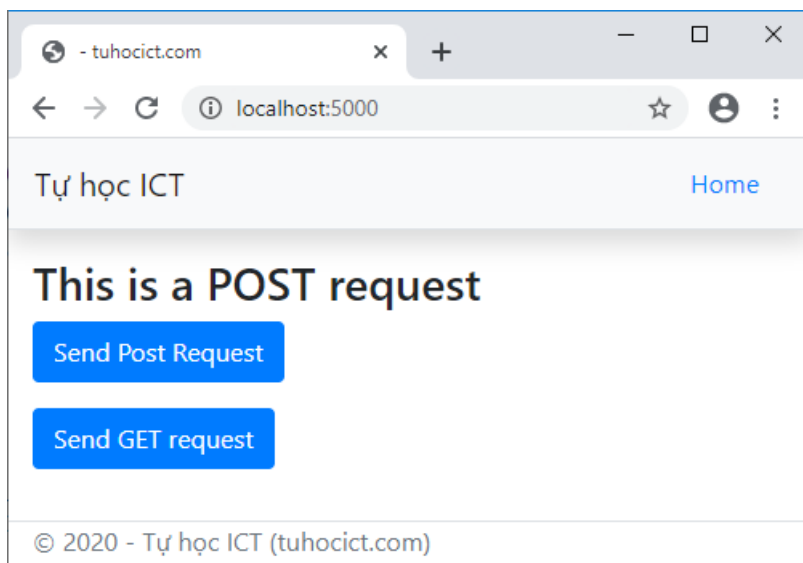 - tuhocict.com
localhost:5000
Tự học ICT
Home
This is a POST request
Send Post Request
Send GET request
© 2020 - Tự học ICT (tuhocict.com)